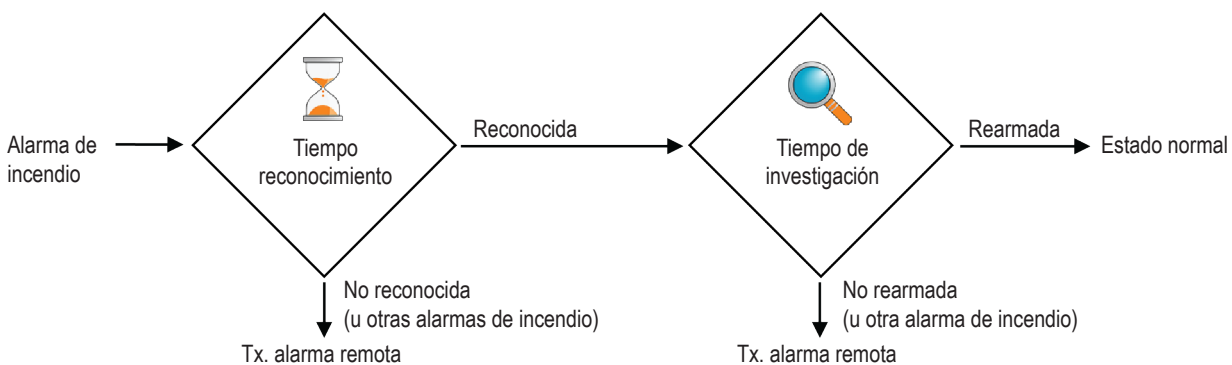 Alarma de
incendio
Tiempo
reconocimiento
Reconocida
No reconocida
(u otras alarmas de incendio)
Tx. alarma remota
Tiempo de
investigación
Rearmada
Estado normal
No rearmada
(u otra alarma de incendio)
Tx. alarma remota